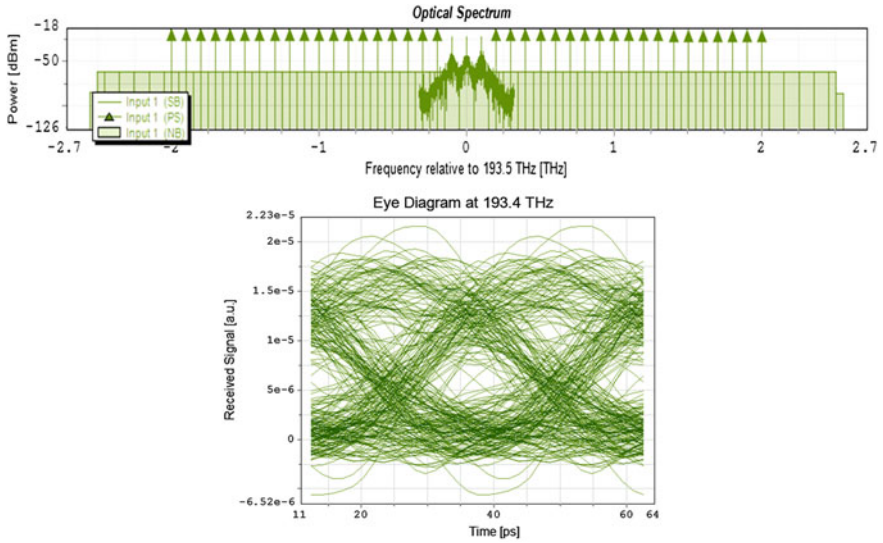 Optical Spectrum
Power [dBm]
-18
-50
-126
Input 1 (SB)
Input 1 (PS)
Input 1 (NB)
-2.7
-2
-1
0
1
2
2.7
Frequency relative to 193.5 THz [THz]
Eye Diagram at 193.4 THz
Received Signal [a.u.]
2.23e-5
2e-5
1.5e-5
1e-5
5e-6
0
-6.52e-6
11
20
40
60
64
Time [ps]